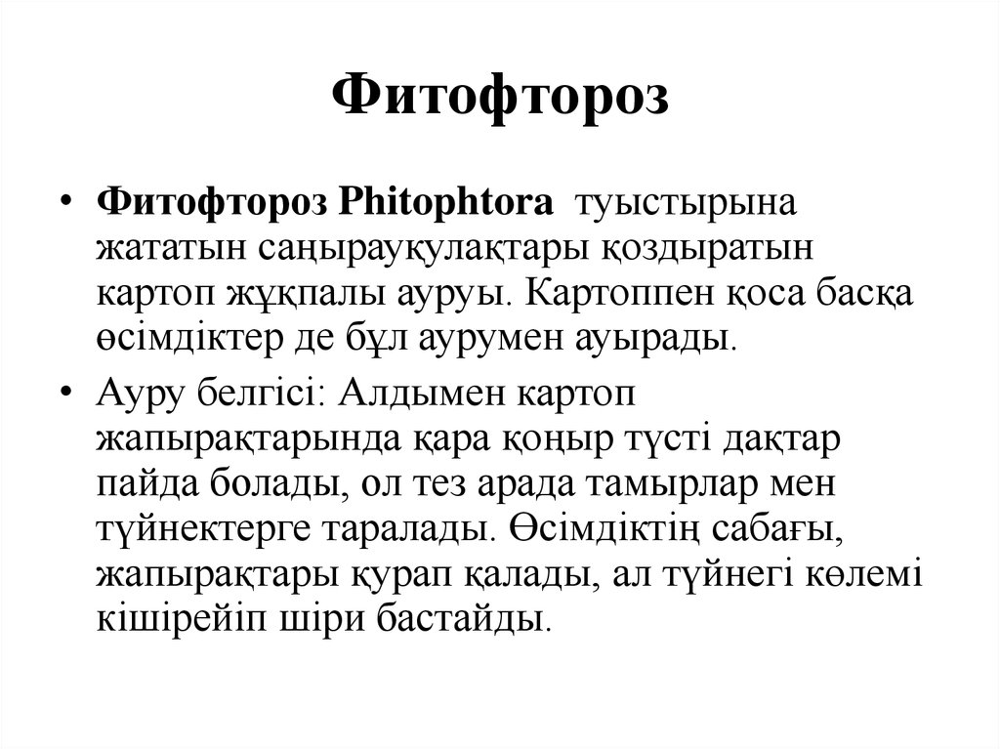 Фитофтороз
• Фитофтороз Phitophtora туыстырына
жататын саңырауқулақтары қоздыратын
картоп жұқпалы ауруы. Картоппен қоса басқа
өсімдіктер де бұл аурумен ауырады.
• Ауру белгісі: Алдымен картоп
жапырақтарында қара қоңыр түсті дақтар
пайда болады, ол тез арада тамырлар мен
түйнектерге таралады. Өсімдіктің сабағы,
жапырақтары қурап қалады, ал түйнегі көлемі
кішірейіп шіри бастайды.